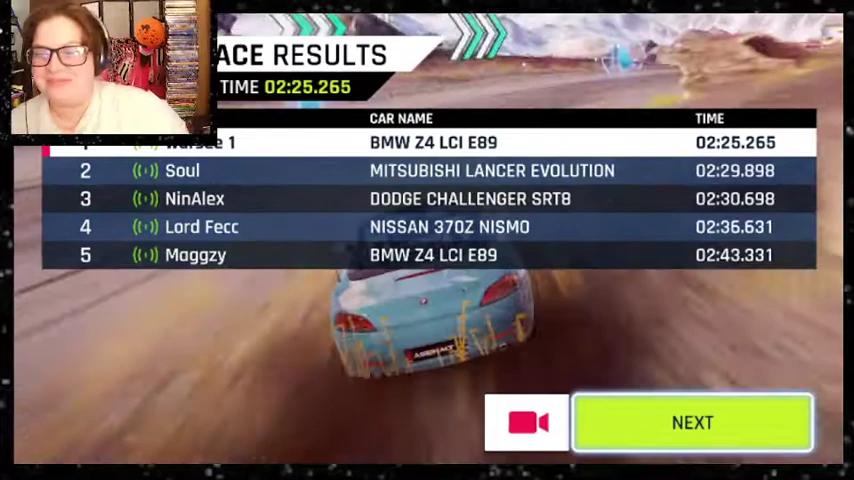 ACE RESULTS
TIME 02:25.265
CAR NAME TIME
1 BMW Z4 LCI E89 02:25.265
2 Soul MITSUBISHI LANCER EVOLUTION 02:29.898
3 NinAlex DODGE CHALLENGER SRT8 02:30.698
4 Lord Fecc NISSAN 370Z NISMO 02:36.631
5 Maggzy BMW Z4 LCI E89 02:43.331
ASPHALT
NEXT